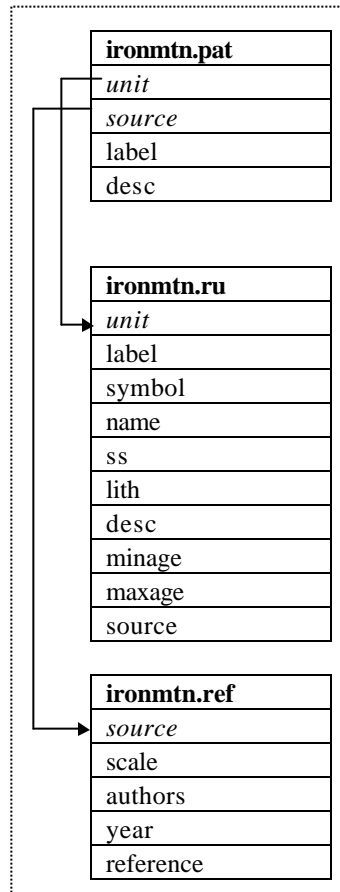 ironmtn.pat
unit
source
label
desc
ironmtn.ru
unit
label
symbol
name
ss
lith
desc
minage
maxage
source
ironmtn.ref
source
scale
authors
year
reference